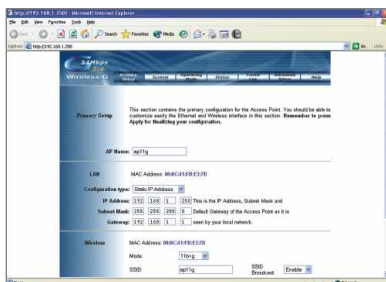 http://192.168.1.250/ - Microsoft Internet Explorer
File Edit View Favorites Tools Help
Back Search Favorites Media
Address http://192.168.1.250 Go Links
54Mbps
Wireless-G
Primary Setup System Status Help
Primary Setup
This section contains the primary configuration for the Access Point. You should be able to
customize easily the Ethernet and Wireless interface in this section. Remember to press
Apply for finalizing your configuration.
AP Name: ap11g
LAN MAC Address:
Configuration type: Static IP Address
IP Address: 192 168 1 250 This is the IP Address, Subnet Mask and
Subnet Mask: 255 255 255 0 Default Gateway of the Access Point as it is
Gateway: 192 168 1 1 seen by your local network.
Wireless MAC Address:
Mode: 11b+g
SSID: ap11g SSID Broadcast: Enable